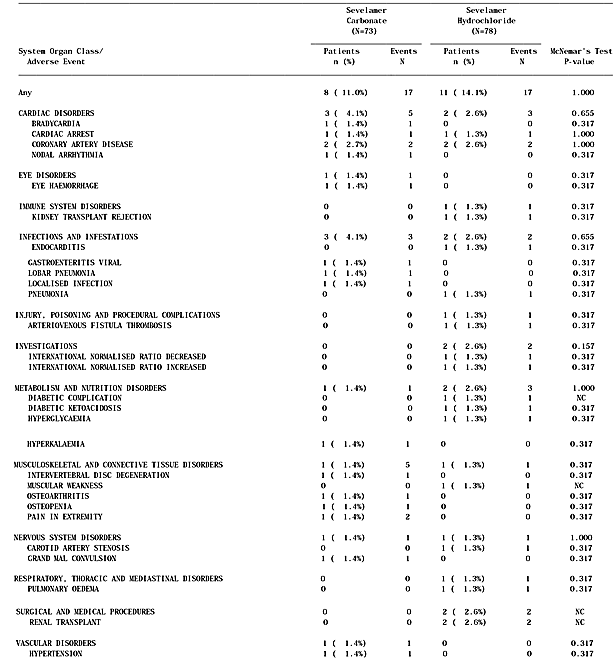 Sevelamer Carbonate (N=73) Sevelamer Hydrochloride (N=78)
System Organ Class/ Adverse Event Patients n (%) Events N Patients n (%) Events N McNemar's Test P-value
Any 8 ( 11.0%) 17 11 ( 14.1%) 17 1.000
CARDIAC DISORDERS 3 ( 4.1%) 5 2 ( 2.6%) 3 0.655
BRADYCARDIA 1 ( 1.4%) 1 0 0 0.317
CARDIAC ARREST 1 ( 1.4%) 1 1 ( 1.3%) 1 1.000
CORONARY ARTERY DISEASE 2 ( 2.7%) 2 2 ( 2.6%) 2 1.000
NODAL ARRHYTHMIA 1 ( 1.4%) 1 0 0 0.317
EYE DISORDERS 1 ( 1.4%) 1 0 0 0.317
EYE HAEMORRHAGE 1 ( 1.4%) 1 0 0 0.317
IMMUNE SYSTEM DISORDERS 0 0 1 ( 1.3%) 1 0.317
KIDNEY TRANSPLANT REJECTION 0 0 1 ( 1.3%) 1 0.317
INFECTIONS AND INFESTATIONS 3 ( 4.1%) 3 2 ( 2.6%) 2 0.655
ENDOCARDITIS 0 0 1 ( 1.3%) 1 0.317
GASTROENTERITIS VIRAL 1 ( 1.4%) 1 0 0 0.317
LOBAR PNEUMONIA 1 ( 1.4%) 1 0 0 0.317
LOCALISED INFECTION 1 ( 1.4%) 1 0 0 0.317
PNEUMONIA 0 0 1 ( 1.3%) 1 0.317
INJURY, POISONING AND PROCEDURAL COMPLICATIONS 0 0 1 ( 1.3%) 1 0.317
ARTERIOVENOUS FISTULA THROMBOSIS 0 0 1 ( 1.3%) 1 0.317
INVESTIGATIONS 0 0 2 ( 2.6%) 2 0.157
INTERNATIONAL NORMALISED RATIO DECREASED 0 0 1 ( 1.3%) 1 0.317
INTERNATIONAL NORMALISED RATIO INCREASED 0 0 1 ( 1.3%) 1 0.317
METABOLISM AND NUTRITION DISORDERS 1 ( 1.4%) 1 2 ( 2.6%) 3 1.000
DIABETIC COMPLICATION 0 0 1 ( 1.3%) 1 NC
DIABETIC KETOACIDOSIS 0 0 1 ( 1.3%) 1 0.317
HYPERGLYCAEMIA 0 0 1 ( 1.3%) 1 0.317
HYPERKALAEMIA 1 ( 1.4%) 1 0 0 0.317
MUSCULOSKELETAL AND CONNECTIVE TISSUE DISORDERS 1 ( 1.4%) 5 1 ( 1.3%) 1 0.317
INTERVERTEBRAL DISC DEGENERATION 1 ( 1.4%) 1 0 0 0.317
MUSCULAR WEAKNESS 0 0 1 ( 1.3%) 1 NC
OSTEOARTHRITIS 1 ( 1.4%) 1 0 0 0.317
OSTEOPENIA 1 ( 1.4%) 1 0 0 0.317
PAIN IN EXTREMITY 1 ( 1.4%) 2 0 0 0.317
NERVOUS SYSTEM DISORDERS 1 ( 1.4%) 1 1 ( 1.3%) 1 1.000
CAROTID ARTERY STENOSIS 0 0 1 ( 1.3%) 1 0.317
GRAND MAL CONVULSION 1 ( 1.4%) 1 0 0 0.317
RESPIRATORY, THORACIC AND MEDIASTINAL DISORDERS 0 0 1 ( 1.3%) 1 0.317
PULMONARY OEDEMA 0 0 1 ( 1.3%) 1 0.317
SURGICAL AND MEDICAL PROCEDURES 0 0 2 ( 2.6%) 2 NC
RENAL TRANSPLANT 0 0 2 ( 2.6%) 2 NC
VASCULAR DISORDERS 1 ( 1.4%) 1 0 0 0.317
HYPERTENSION 1 ( 1.4%) 1 0 0 0.317